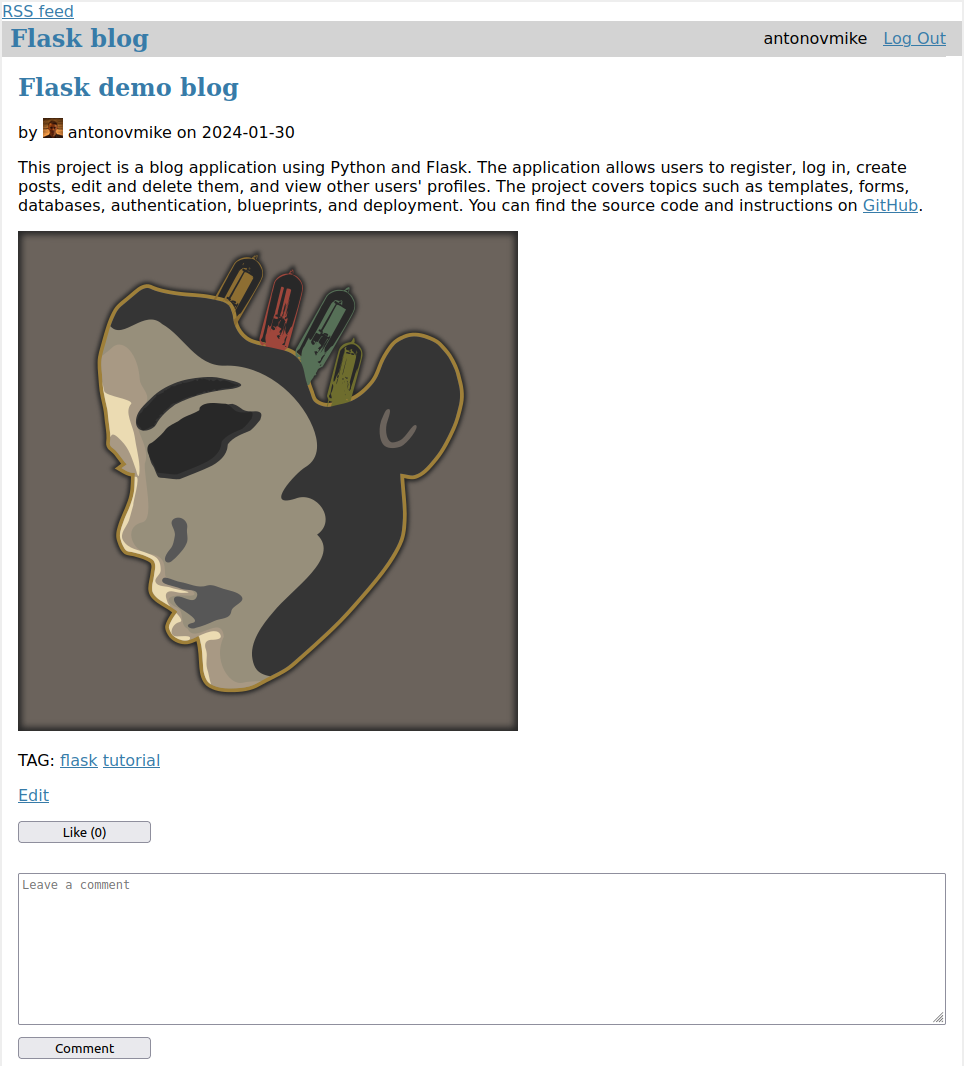 RSS feed
Flask blog
antonovmike Log Out
Flask demo blog
by antonovmike on 2024-01-30
This project is a blog application using Python and Flask. The application allows users to register, log in, create
posts, edit and delete them, and view other users' profiles. The project covers topics such as templates, forms,
databases, authentication, blueprints, and deployment. You can find the source code and instructions on GitHub.
TAG: flask tutorial
Edit
Like (0)
Leave a comment
Comment